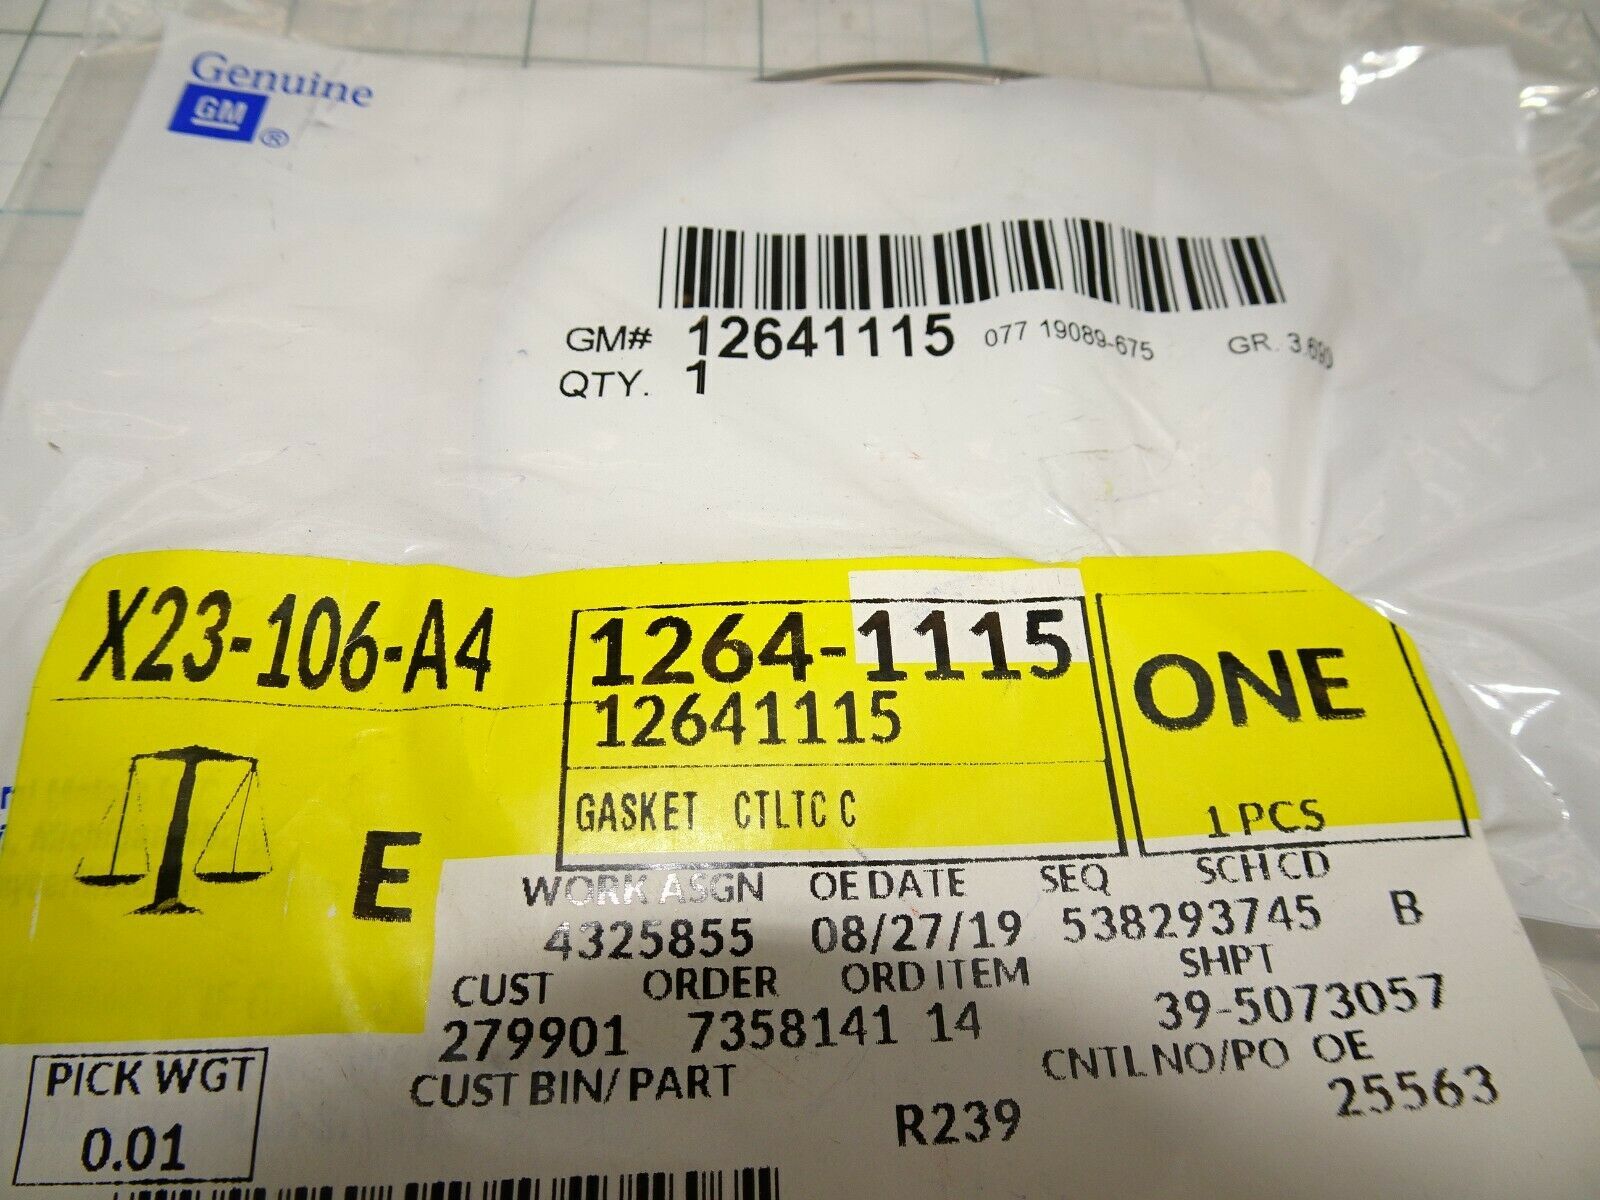 Genuine
GM ®
GM# 12641115 077 19089-675 GR. 3.690
QTY. 1
X23-106-A4
1264-1115
12641115
ONE
GASKET CTLTC C
1 PCS
E
WORK ASGN OE DATE SEQ SCH CD
4325855 08/27/19 538293745 B
CUST ORDER ORD ITEM SHPT
279901 7358141 14 39-5073057
PICK WGT
0.01
CUST BIN/ PART CNTL NO/PO OE
R239 25563